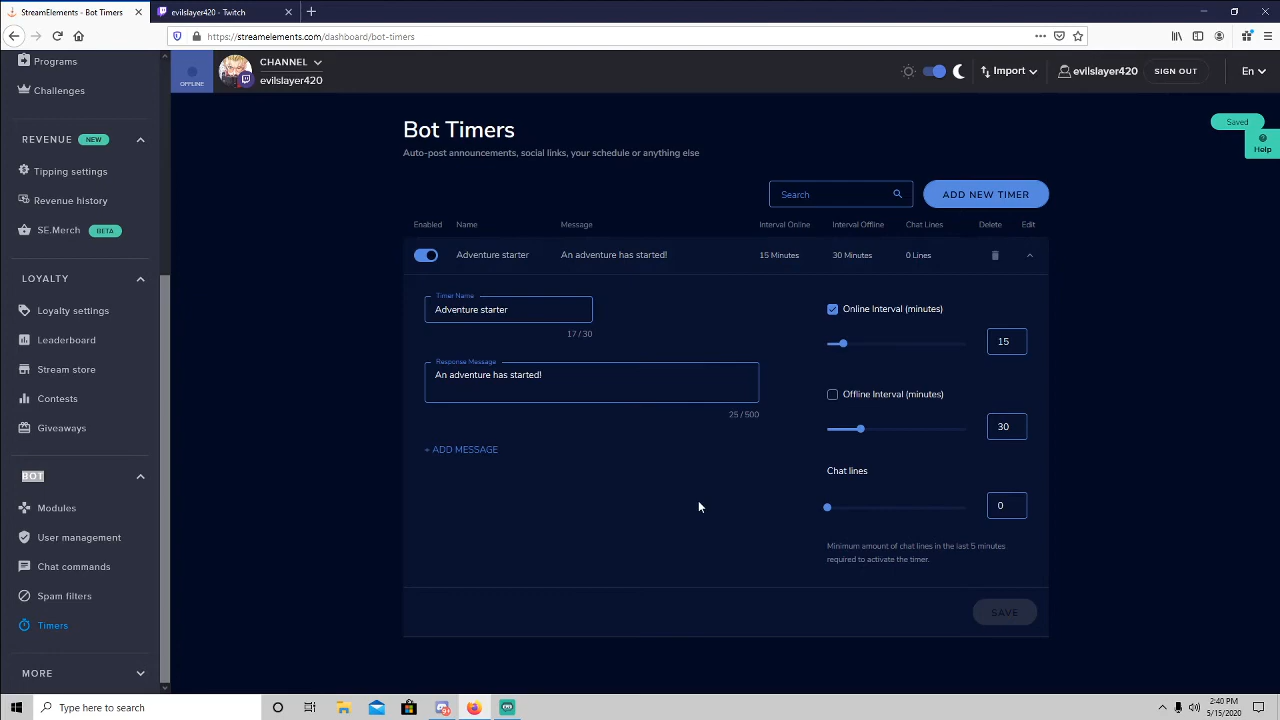 StreamElements - Bot Timers
evilslayer420 - Twitch
https://streamelements.com/dashboard/bot-timers
OFFLINE
CHANNEL
evilslayer420
Import
evilslayer420
SIGN OUT
En
Programs
Challenges
REVENUE NEW
Tipping settings
Revenue history
SE.Merch BETA
LOYALTY
Loyalty settings
Leaderboard
Stream store
Contests
Giveaways
BOT
Modules
User management
Chat commands
Spam filters
Timers
MORE
Bot Timers
Auto-post announcements, social links, your schedule or anything else
Saved
Help
Search
ADD NEW TIMER
Enabled Name Message Interval Online Interval Offline Chat Lines Delete Edit
Adventure starter An adventure has started! 15 Minutes 30 Minutes 0 Lines
Timer Name
Adventure starter
17 / 30
Response Message
An adventure has started!
25 / 500
+ ADD MESSAGE
Online Interval (minutes)
15
Offline Interval (minutes)
30
Chat lines
0
Minimum amount of chat lines in the last 5 minutes
required to activate the timer.
SAVE
Type here to search
2:40 PM
5/15/2020